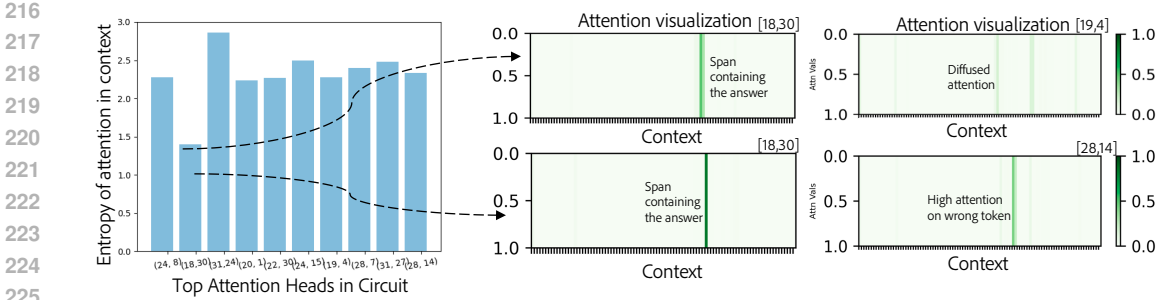 216
217
218
219
220
221
222
223
224
225
Entropy of attention in context
3.0
2.5
2.0
1.5
1.0
0.5
0.0
(24, 8) (18,30) (31,24) (20, 1) (22, 30) (24, 15) (19, 4) (28, 7) (31, 27) (28, 14)
Top Attention Heads in Circuit
Attention visualization [18,30]
0.0
0.5
1.0
Span
containing
the answer
Context
[18,30]
0.0
0.5
1.0
Span
containing
the answer
Context
Attention visualization [19,4]
Attn Vals
0.0
0.5
1.0
Diffused
attention
Context
1.0
0.5
0.0
[28,14]
Attn Vals
0.0
0.5
1.0
High attention
on wrong token
Context
1.0
0.5
0.0